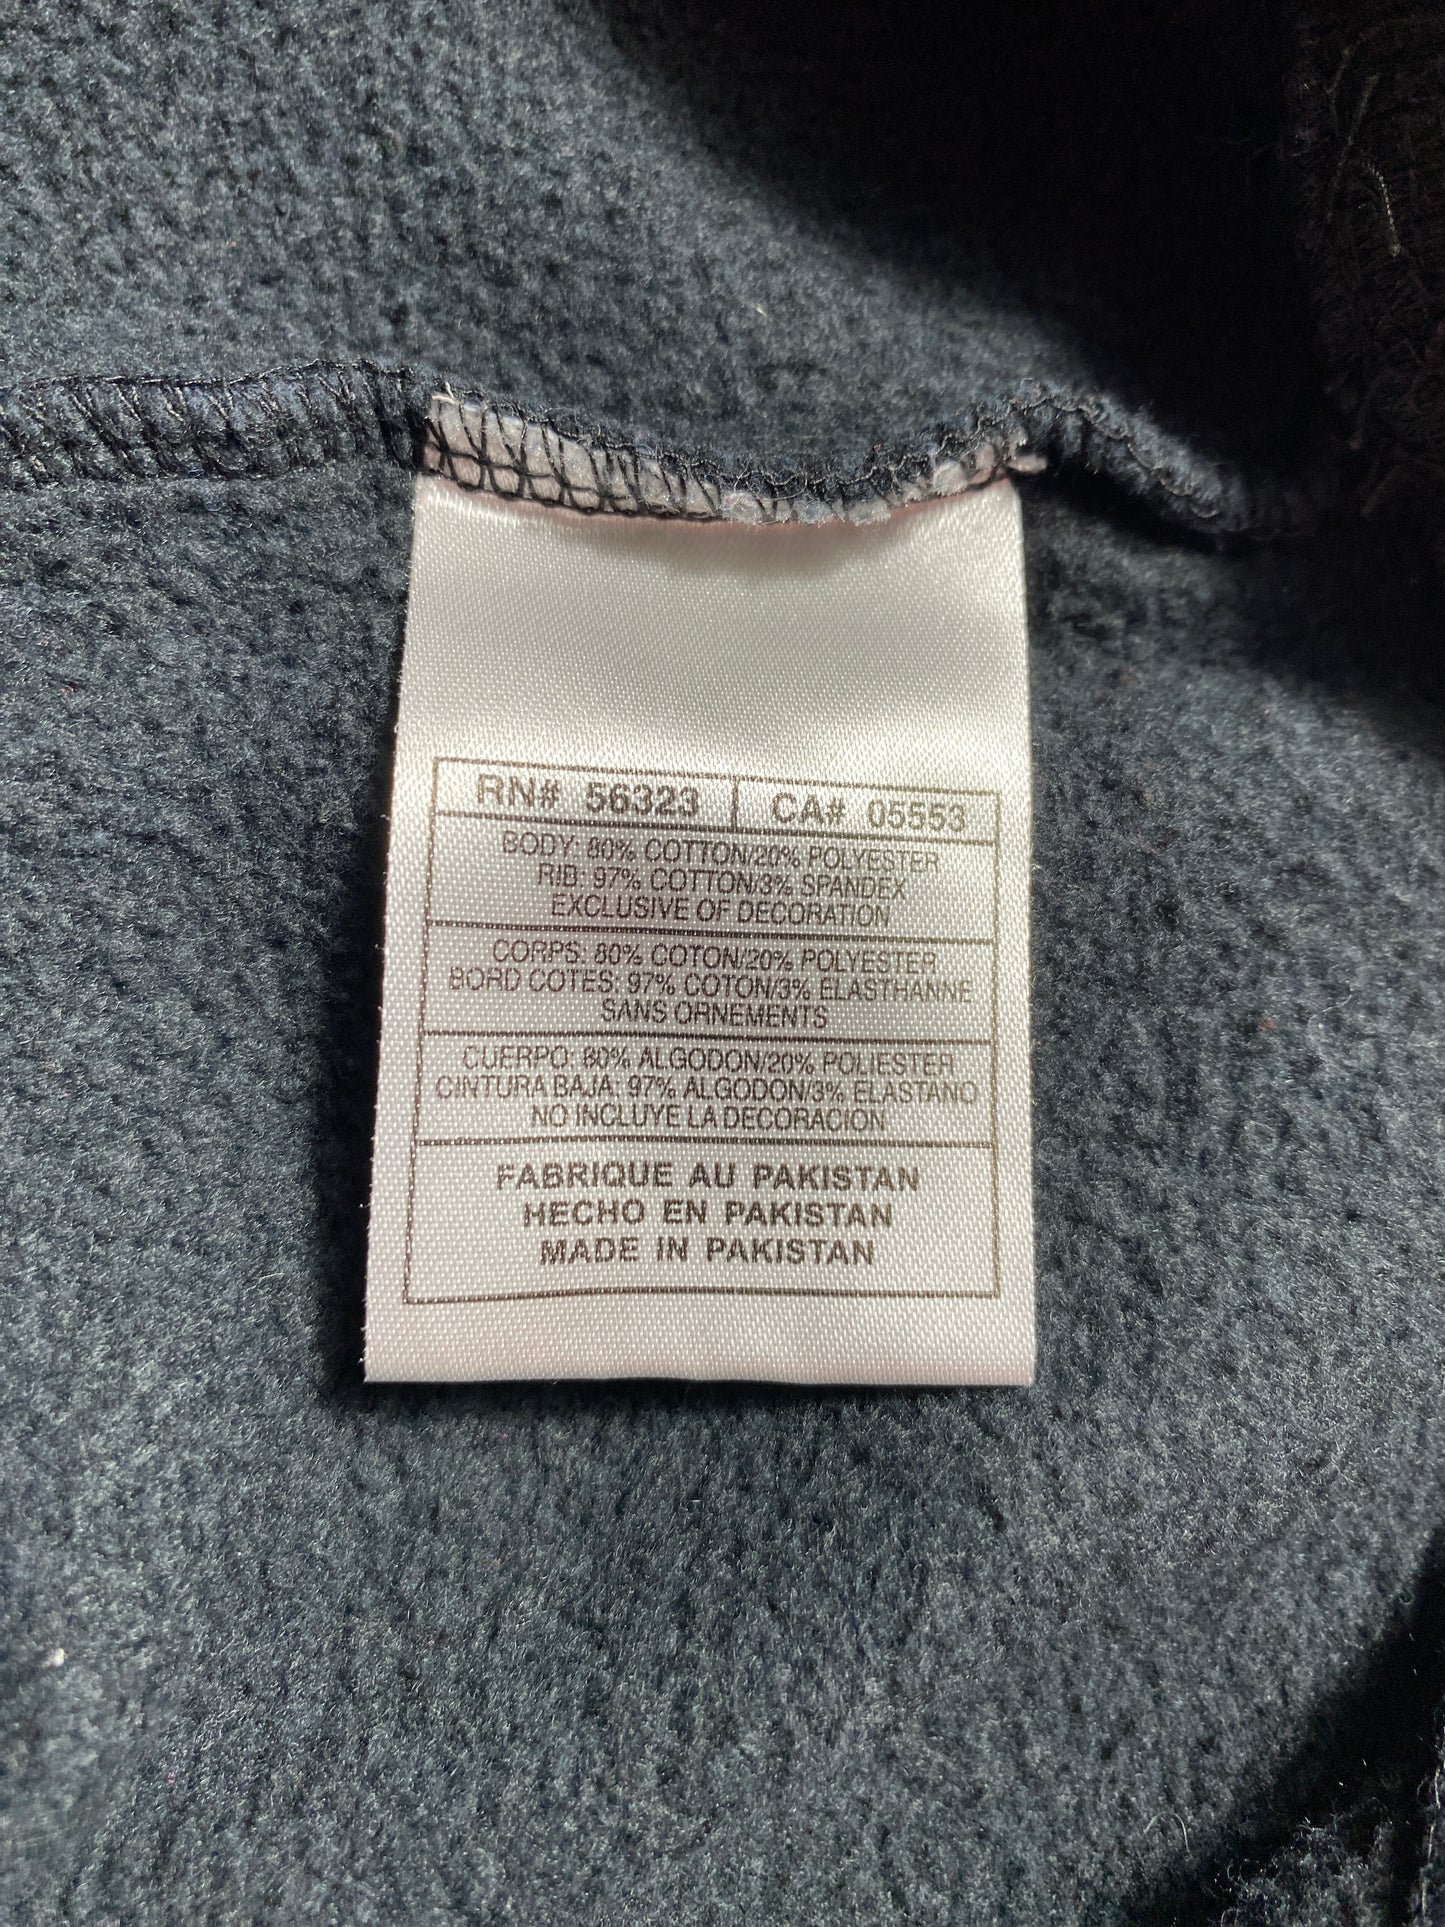 RN# 56323 | CA# 05553
BODY: 80% COTTON/20% POLYESTER
RIB: 97% COTTON/3% SPANDEX
EXCLUSIVE OF DECORATION
CORPS: 80% COTON/20% POLYESTER
BORD COTES: 97% COTON/3% ELASTHANNE
SANS ORNEMENTS
CUERPO: 80% ALGODON/20% POLIESTER
CINTURA BAJA: 97% ALGODON/3% ELASTANO
NO INCLUYE LA DECORACION
FABRIQUE AU PAKISTAN
HECHO EN PAKISTAN
MADE IN PAKISTAN